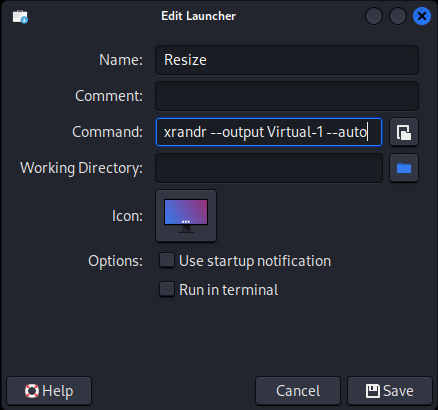 Edit Launcher
Name: Resize
Comment:
Command: xrandr --output Virtual-1 --auto
Working Directory:
Icon:
Options: Use startup notification
Run in terminal
Help Cancel Save